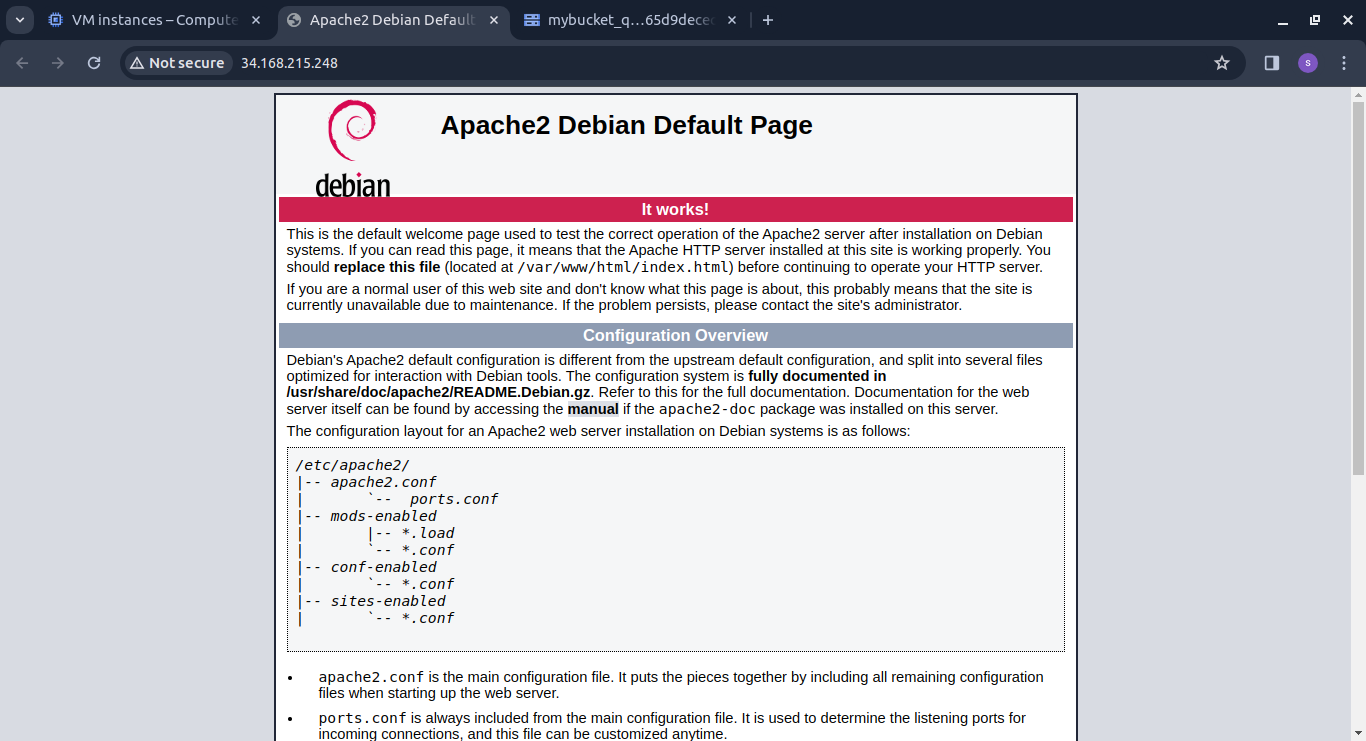 VM instances – Compute
Apache2 Debian Default
mybucket_q…65d9dece
Not secure
34.168.215.248
s
debian
Apache2 Debian Default Page
It works!
This is the default welcome page used to test the correct operation of the Apache2 server after installation on Debian
systems. If you can read this page, it means that the Apache HTTP server installed at this site is working properly. You
should replace this file (located at /var/www/html/index.html) before continuing to operate your HTTP server.
If you are a normal user of this web site and don't know what this page is about, this probably means that the site is
currently unavailable due to maintenance. If the problem persists, please contact the site's administrator.
Configuration Overview
Debian's Apache2 default configuration is different from the upstream default configuration, and split into several files
optimized for interaction with Debian tools. The configuration system is fully documented in
/usr/share/doc/apache2/README.Debian.gz. Refer to this for the full documentation. Documentation for the web
server itself can be found by accessing the manual if the apache2-doc package was installed on this server.
The configuration layout for an Apache2 web server installation on Debian systems is as follows:
/etc/apache2/
|-- apache2.conf
|       `--  ports.conf
|-- mods-enabled
|       |-- *.load
|       `-- *.conf
|-- conf-enabled
|       `-- *.conf
|-- sites-enabled
|       `-- *.conf
• apache2.conf is the main configuration file. It puts the pieces together by including all remaining configuration
files when starting up the web server.
• ports.conf is always included from the main configuration file. It is used to determine the listening ports for
incoming connections, and this file can be customized anytime.